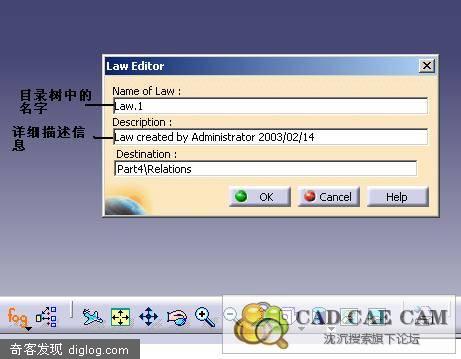 Law Editor
Name of Law :
目录树中的
名字
Law.1
Description :
详细描述信
息
Law created by Administrator 2003/02/14
Destination :
Part4\Relations
OK
Cancel
Help
fog
CAD CAE CAM
沈沉搜索旗下论坛
奇客发现 diglog.com